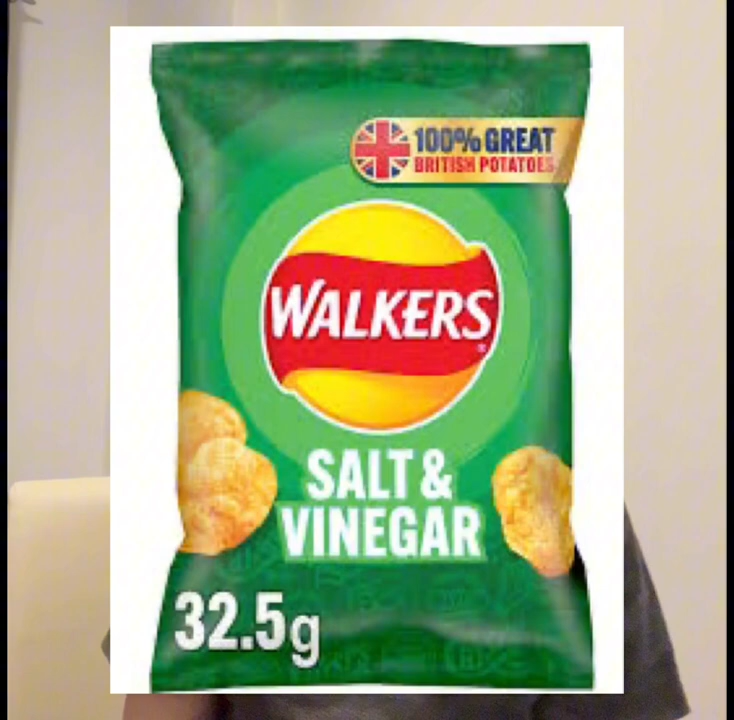 100% GREAT
BRITISH POTATOES
WALKERS
SALT &
VINEGAR
32.5g